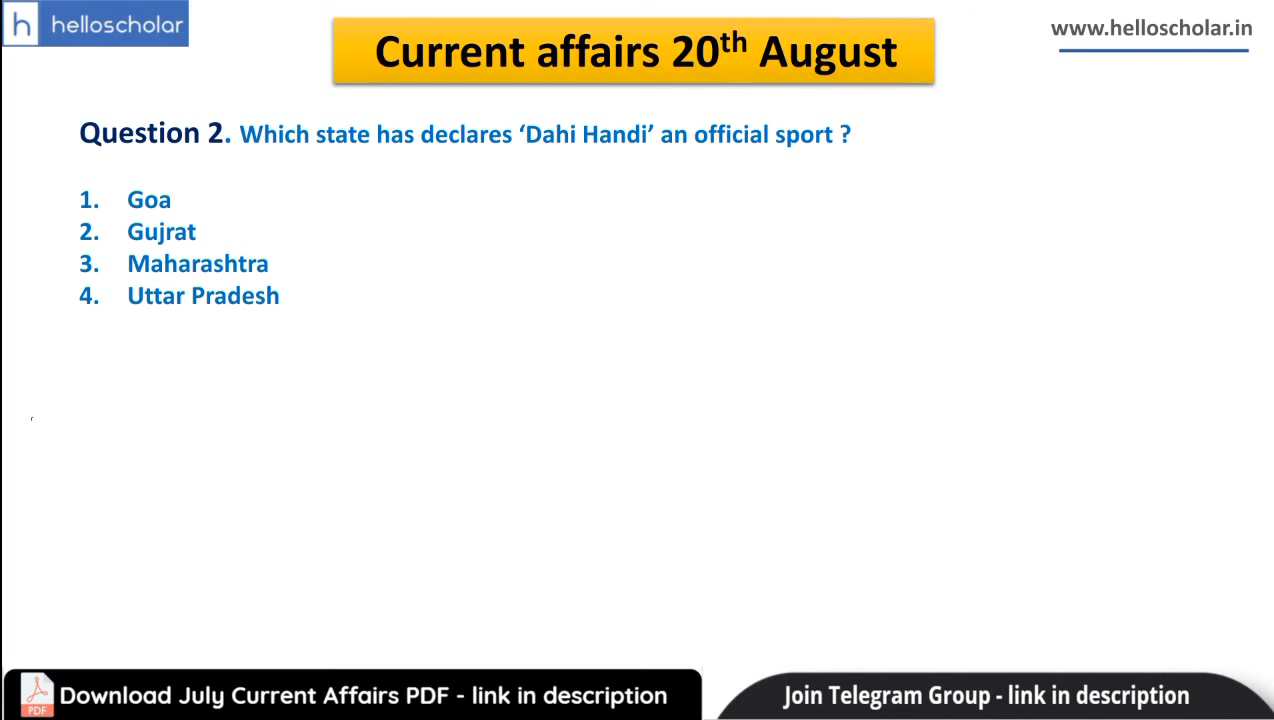 h helloscholar
www.helloscholar.in
Current affairs 20th August
Question 2. Which state has declares ‘Dahi Handi’ an official sport ?
1. Goa
2. Gujrat
3. Maharashtra
4. Uttar Pradesh
PDF Download July Current Affairs PDF - link in description
Join Telegram Group - link in description